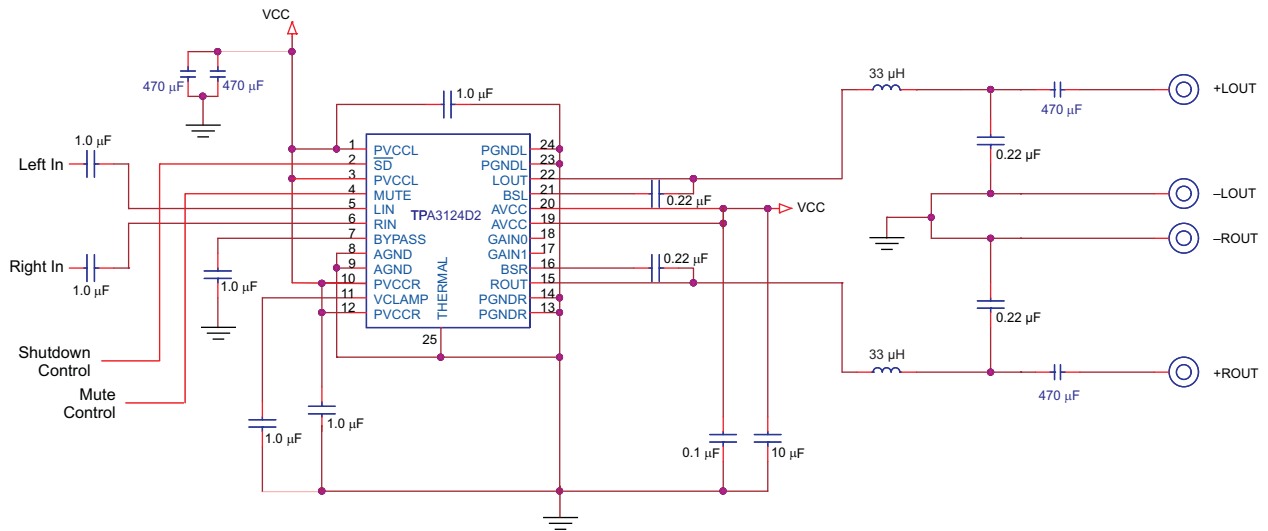 VCC
470 μF
470 μF
1.0 μF
1.0 μF
Left In
Right In
1.0 μF
1.0 μF
Shutdown
Control
Mute
Control
1.0 μF
1.0 μF
TPA3124D2
1 PVCCL
2 SD
3 PVCCL
4 MUTE
5 LIN
6 RIN
7 BYPASS
8 AGND
9 AGND
10 PVCCR
11 VCLAMP
12 PVCCR
THERMAL
25
PGNDL 24
PGNDL 23
LOUT 22
BSL 21
AVCC 20
AVCC 19
GAIN0 18
GAIN1 17
BSR 16
ROUT 15
PGNDR 14
PGNDR 13
0.22 μF
VCC
0.22 μF
0.1 μF
10 μF
33 μH
470 μF
+LOUT
0.22 μF
–LOUT
–ROUT
0.22 μF
33 μH
470 μF
+ROUT